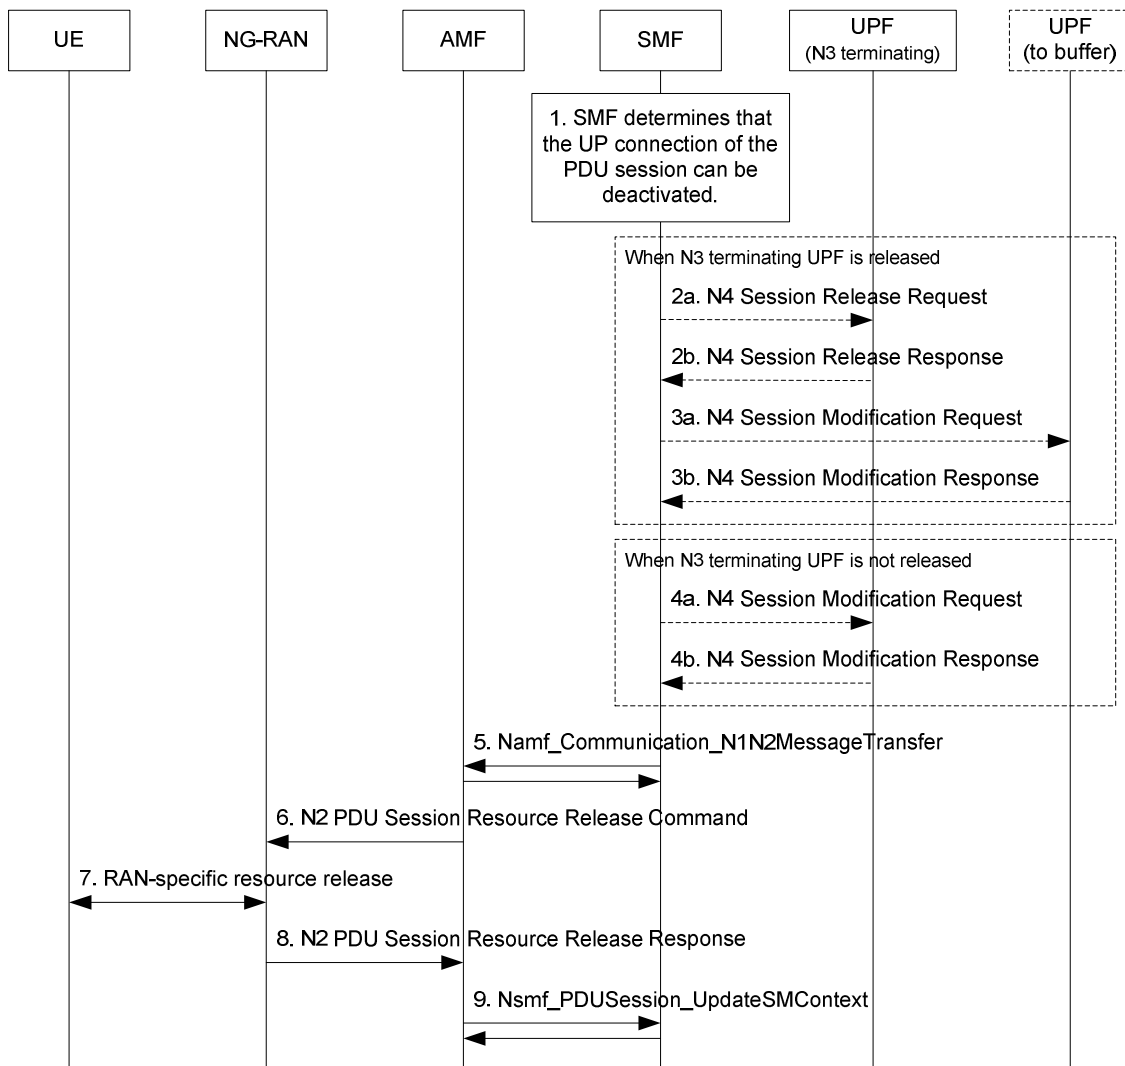 UE
NG-RAN
AMF
SMF
UPF
(N3 terminating)
UPF
(to buffer)
1. SMF determines that
the UP connection of the
PDU session can be
deactivated.
When N3 terminating UPF is released
2a. N4 Session Release Request
2b. N4 Session Release Response
3a. N4 Session Modification Request
3b. N4 Session Modification Response
When N3 terminating UPF is not released
4a. N4 Session Modification Request
4b. N4 Session Modification Response
5. Namf_Communication_N1N2MessageTransfer
6. N2 PDU Session Resource Release Command
7. RAN-specific resource release
8. N2 PDU Session Resource Release Response
9. Nsmf_PDUSession_UpdateSMContext